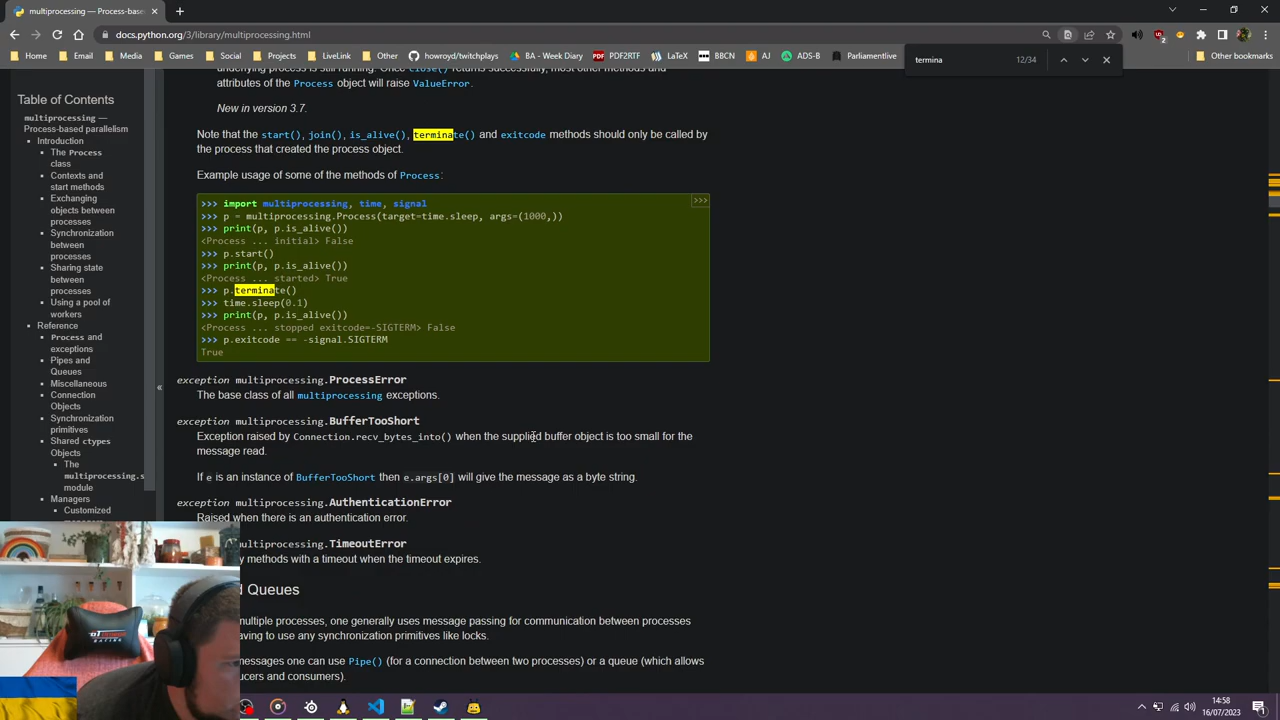 multiprocessing — Process-bas
docs.python.org/3/library/multiprocessing.html
Home Email Media Games Social Projects LiveLink Other howroyd/twitchplays BA - Week Diary PDF2RTF LaTeX BBCN AJ ADS-B Parliamentlive Other bookmarks
termina 12/34
underlying process is still running. Once close() returns successfully, most other methods and
attributes of the Process object will raise ValueError.
New in version 3.7.
Note that the start(), join(), is_alive(), terminate() and exitcode methods should only be called by
the process that created the process object.
Example usage of some of the methods of Process:
>>>
>>> import multiprocessing, time, signal
>>> p = multiprocessing.Process(target=time.sleep, args=(1000,))
>>> print(p, p.is_alive())
<Process ... initial> False
>>> p.start()
>>> print(p, p.is_alive())
<Process ... started> True
>>> p.terminate()
>>> time.sleep(0.1)
>>> print(p, p.is_alive())
<Process ... stopped exitcode=-SIGTERM> False
>>> p.exitcode == -signal.SIGTERM
True
exception multiprocessing.ProcessError
The base class of all multiprocessing exceptions.
exception multiprocessing.BufferTooShort
Exception raised by Connection.recv_bytes_into() when the supplied buffer object is too small for the
message read.
If e is an instance of BufferTooShort then e.args[0] will give the message as a byte string.
exception multiprocessing.AuthenticationError
Raised when there is an authentication error.
multiprocessing.TimeoutError
methods with a timeout when the timeout expires.
Queues
multiple processes, one generally uses message passing for communication between processes
having to use any synchronization primitives like locks.
messages one can use Pipe() (for a connection between two processes) or a queue (which allows
ucers and consumers).
Table of Contents
multiprocessing —
Process-based parallelism
Introduction
The Process
class
Contexts and
start methods
Exchanging
objects between
processes
Synchronization
between
processes
Sharing state
between
processes
Using a pool of
workers
Reference
Process and
exceptions
Pipes and
Queues
Miscellaneous
Connection
Objects
Synchronization
primitives
Shared ctypes
Objects
The
multiprocessing.s
module
Managers
Customized
«
14:58
16/07/2023